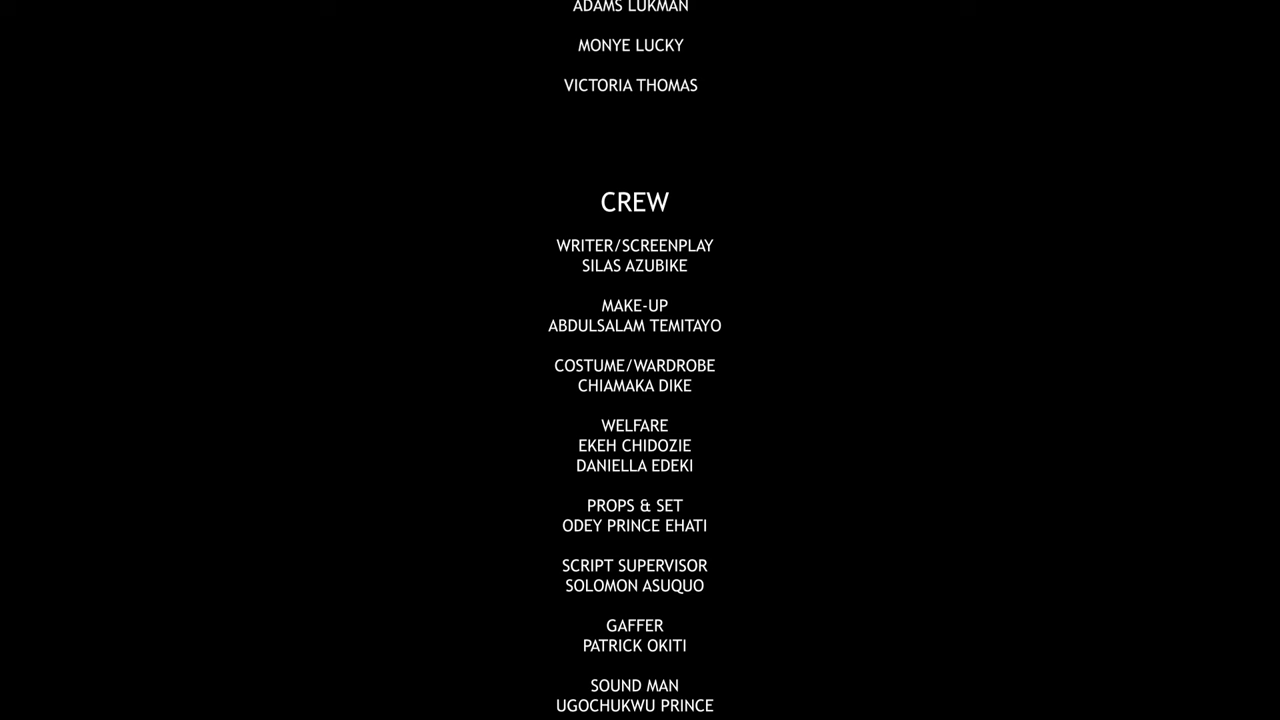 ADAMS LUKMAN
MONYE LUCKY
VICTORIA THOMAS
CREW
WRITER/SCREENPLAY
SILAS AZUBIKE
MAKE-UP
ABDULSALAM TEMITAYO
COSTUME/WARDROBE
CHIAMAKA DIKE
WELFARE
EKEH CHIDOZIE
DANIELLA EDEKI
PROPS & SET
ODEY PRINCE EHATI
SCRIPT SUPERVISOR
SOLOMON ASUQUO
GAFFER
PATRICK OKITI
SOUND MAN
UGOCHUKWU PRINCE